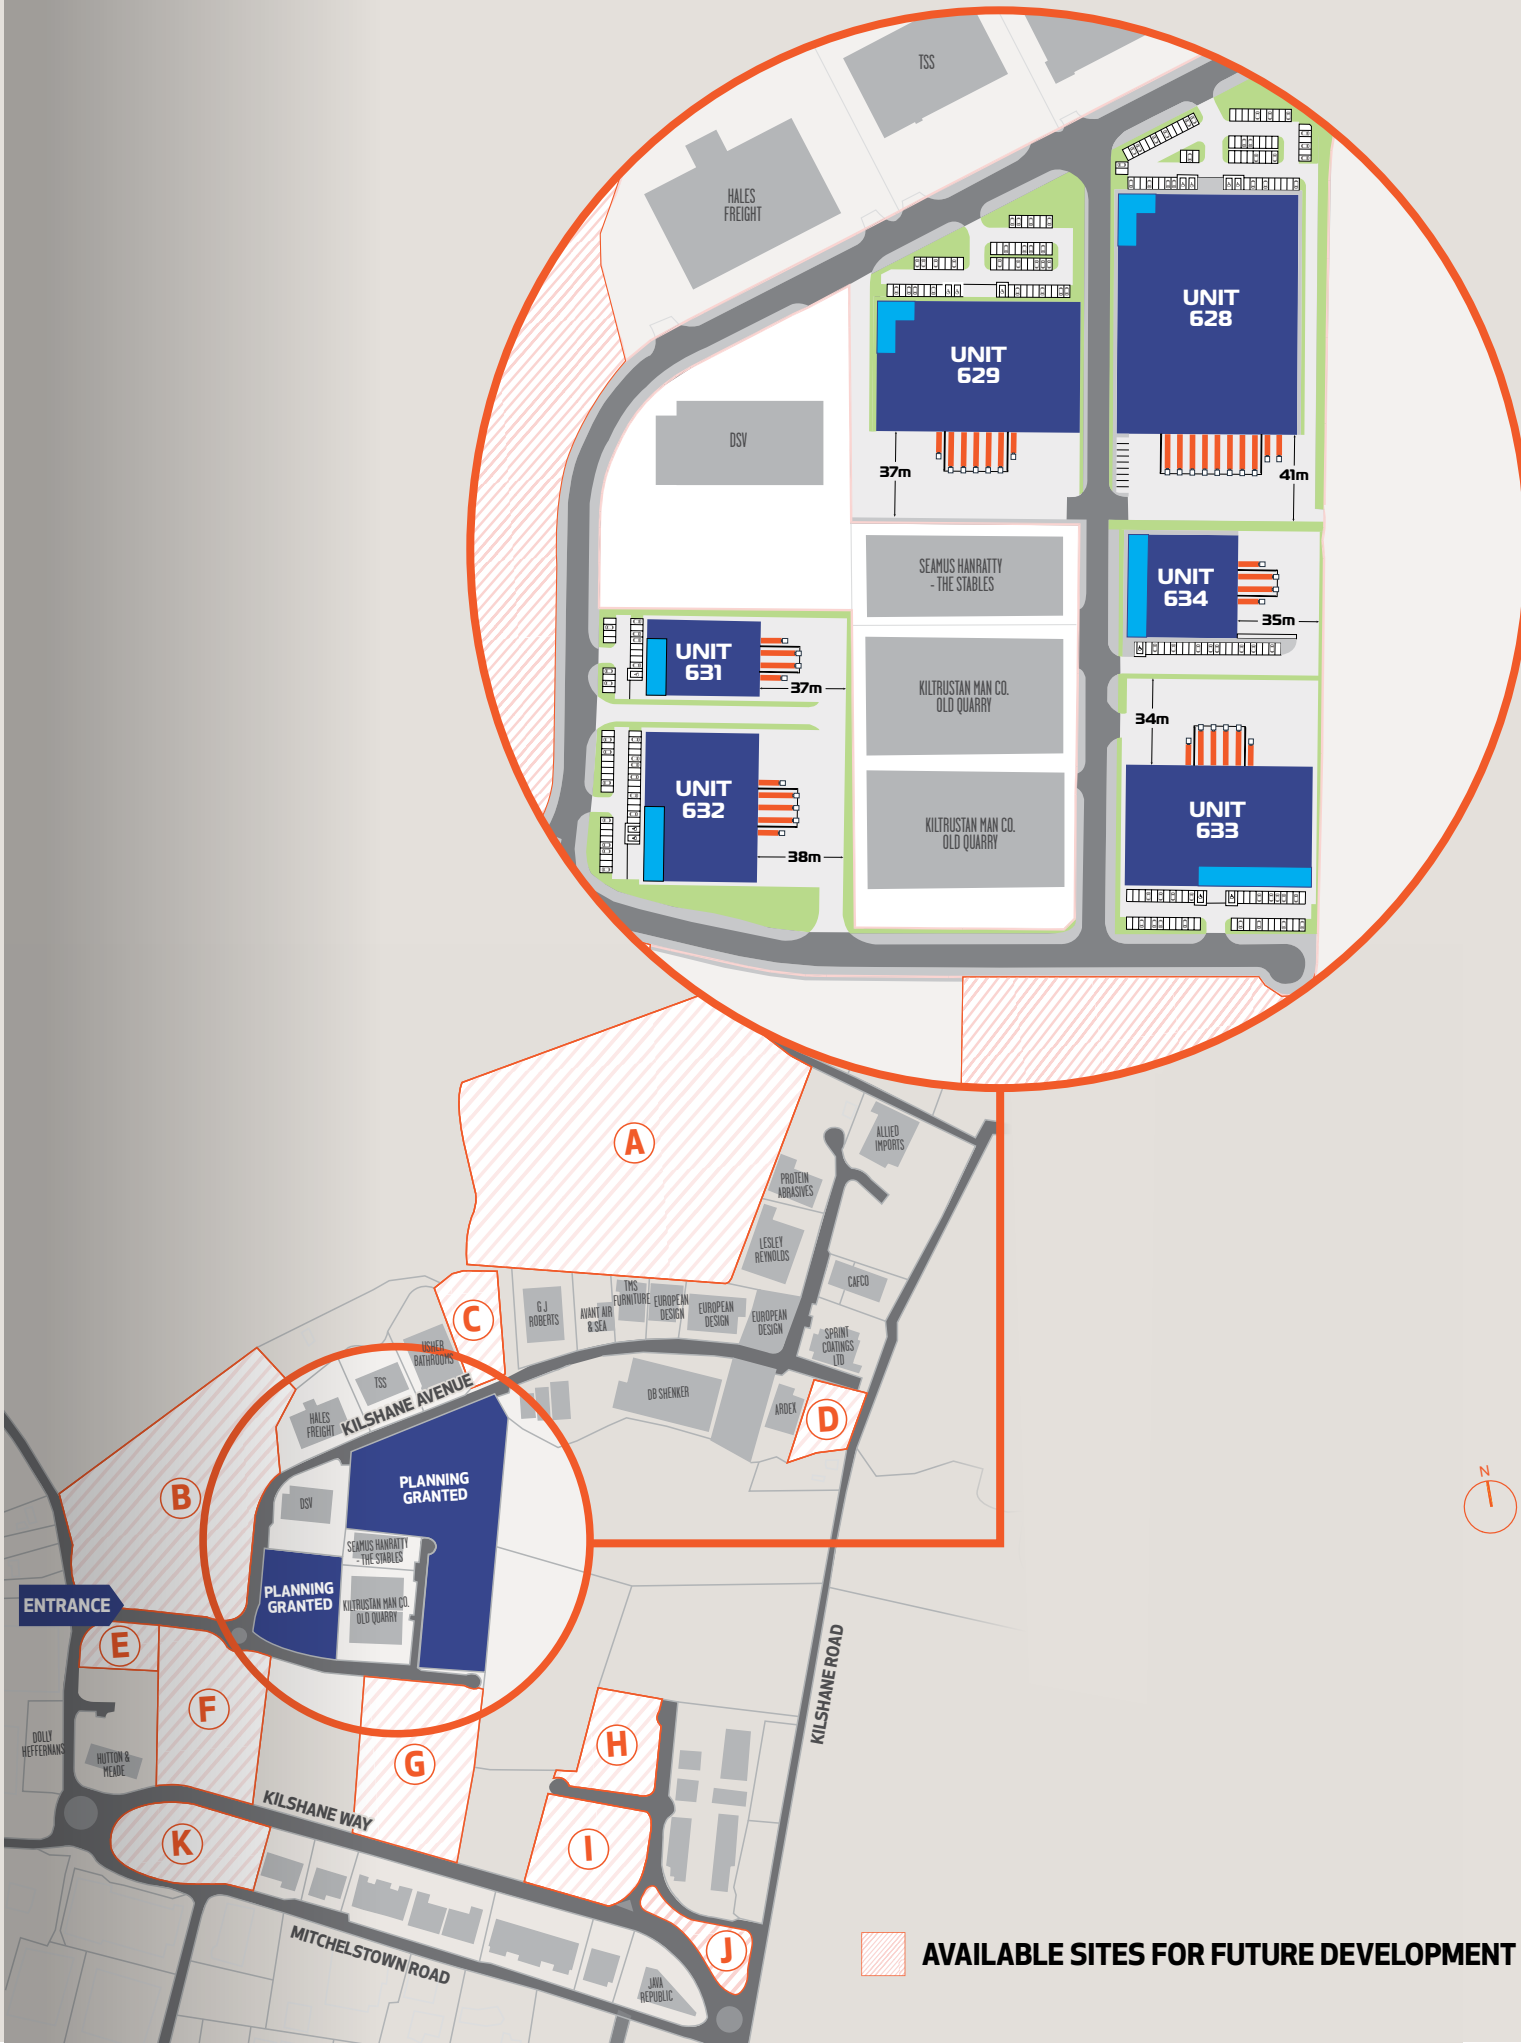 TSS
HALES
FREIGHT
UNIT
628
UNIT
629
DSV
37m
41m
SEAMUS HANRATTY
- THE STABLES
UNIT
634
35m
UNIT
631
37m
KILTRUSTAN MAN CO.
OLD QUARRY
34m
UNIT
632
UNIT
633
KILTRUSTAN MAN CO.
OLD QUARRY
38m
A
ALLIED
IMPORTS
PROTEIN
ABRASIVES
LESLEY
REYNOLDS
CAFCO
C
G J
ROBERTS
AVANT AIR
& SEA
TMS
FURNITURE
EUROPEAN
DESIGN
EUROPEAN
DESIGN
EUROPEAN
DESIGN
SPRINT
COATINGS
LTD
USHER
BATHROOMS
TSS
KILSHANE AVENUE
HALES
FREIGHT
DB SHENKER
ARDEX
D
B
DSV
PLANNING
GRANTED
SEAMUS HANRATTY
- THE STABLES
PLANNING
GRANTED
KILTRUSTAN MAN CO.
OLD QUARRY
N
ENTRANCE
E
F
G
H
KILSHANE ROAD
DOLLY
HEFFERNANS
HUTTON &
MEADE
KILSHANE WAY
K
I
MITCHELSTOWN ROAD
J
JAVA
REPUBLIC
AVAILABLE SITES FOR FUTURE DEVELOPMENT